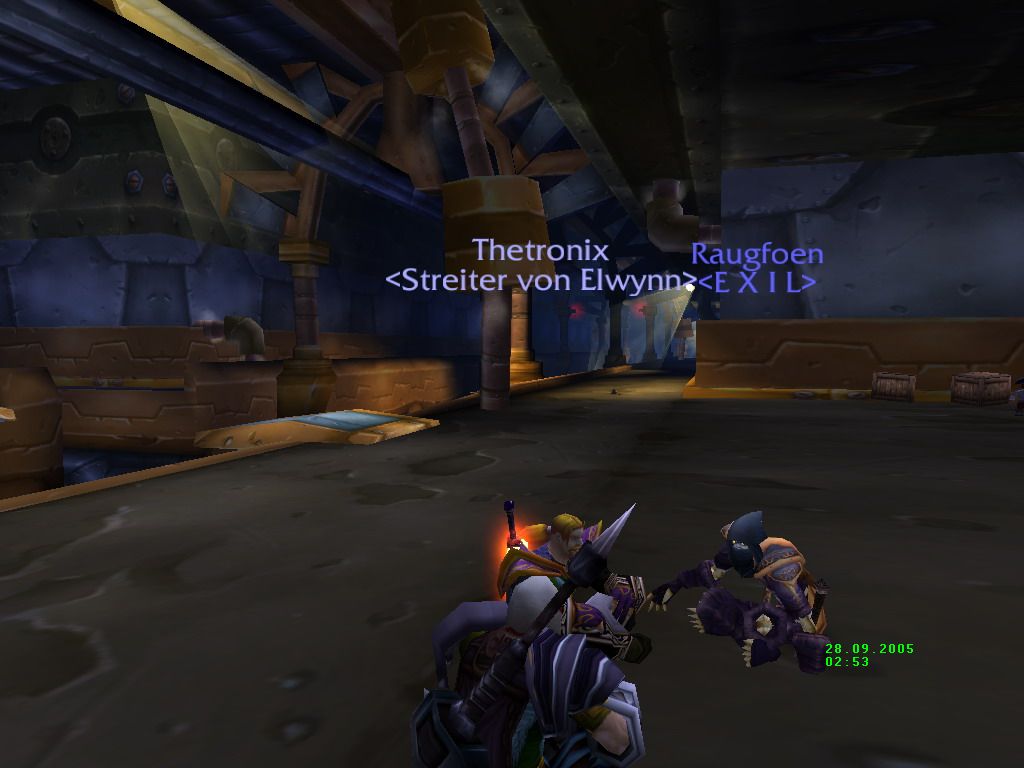 Thetronix
<Streiter von Elwynn>
Raugfoen
<E X I L>
28.09.2005
02:53